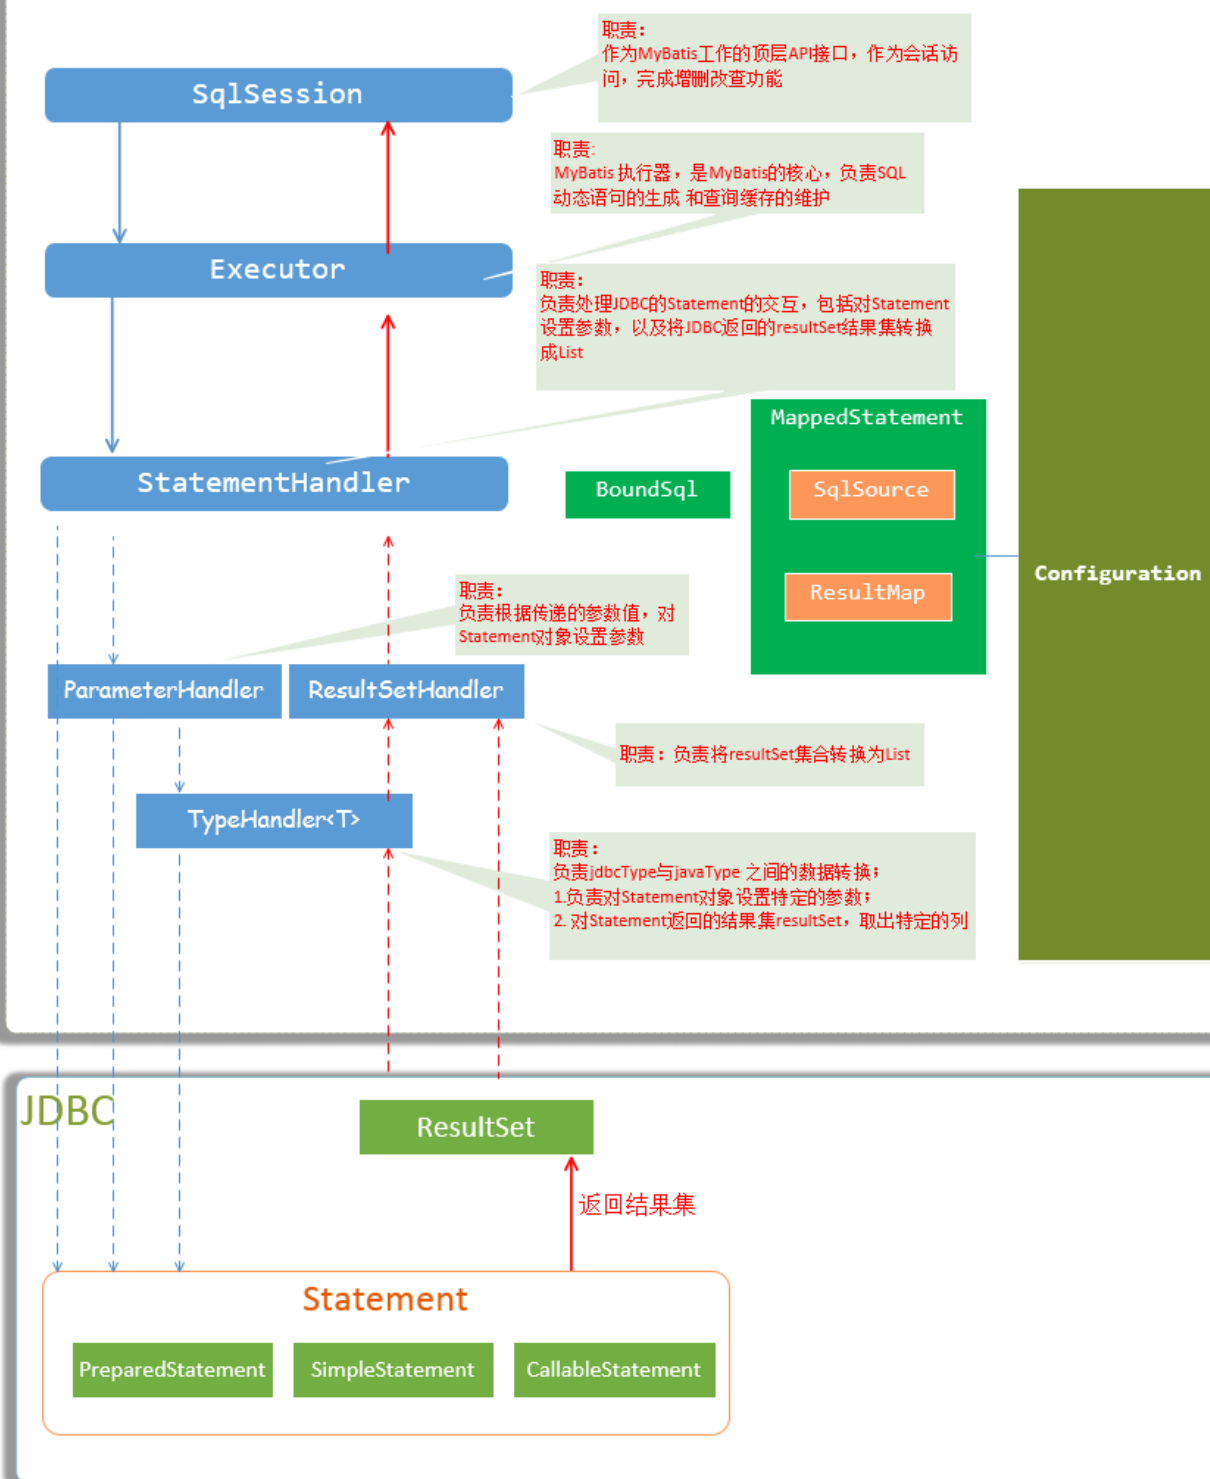 职责：
作为MyBatis工作的顶层API接口，作为会话访
问，完成增删改查功能
SqlSession
职责:
MyBatis 执行器，是MyBatis的核心，负责SQL
动态语句的生成 和查询缓存的维护
Executor
职责：
负责处理JDBC的Statement的交互，包括对Statement
设置参数，以及将JDBC返回的resultSet结果集转换
成List
StatementHandler
BoundSql
MappedStatement
SqlSource
ResultMap
Configuration
职责：
负责根据传递的参数值，对
Statement对象设置参数
ParameterHandler
ResultSetHandler
职责：负责将resultSet集合转换为List
TypeHandler<T>
职责：
负责jdbcType与javaType 之间的数据转换；
1.负责对Statement对象设置特定的参数；
2. 对Statement返回的结果集resultSet，取出特定的列
JDBC
ResultSet
返回结果集
Statement
PreparedStatement
SimpleStatement
CallableStatement